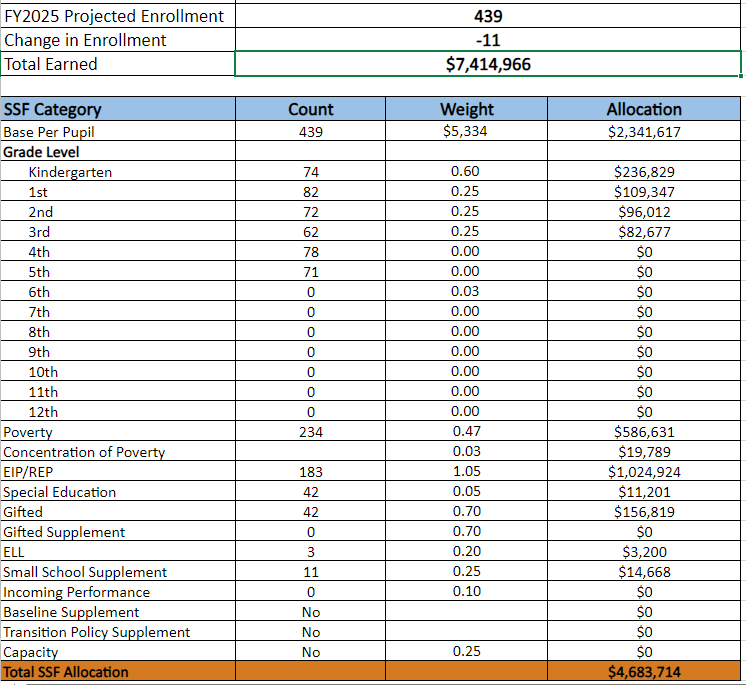 FY2025 Projected Enrollment 439
Change in Enrollment -11
Total Earned $7,414,966
SSF Category Count Weight Allocation
Base Per Pupil 439 $5,334 $2,341,617
Grade Level
Kindergarten 74 0.60 $236,829
1st 82 0.25 $109,347
2nd 72 0.25 $96,012
3rd 62 0.25 $82,677
4th 78 0.00 $0
5th 71 0.00 $0
6th 0 0.03 $0
7th 0 0.00 $0
8th 0 0.00 $0
9th 0 0.00 $0
10th 0 0.00 $0
11th 0 0.00 $0
12th 0 0.00 $0
Poverty 234 0.47 $586,631
Concentration of Poverty 0.03 $19,789
EIP/REP 183 1.05 $1,024,924
Special Education 42 0.05 $11,201
Gifted 42 0.70 $156,819
Gifted Supplement 0 0.70 $0
ELL 3 0.20 $3,200
Small School Supplement 11 0.25 $14,668
Incoming Performance 0 0.10 $0
Baseline Supplement No $0
Transition Policy Supplement No $0
Capacity No 0.25 $0
Total SSF Allocation $4,683,714